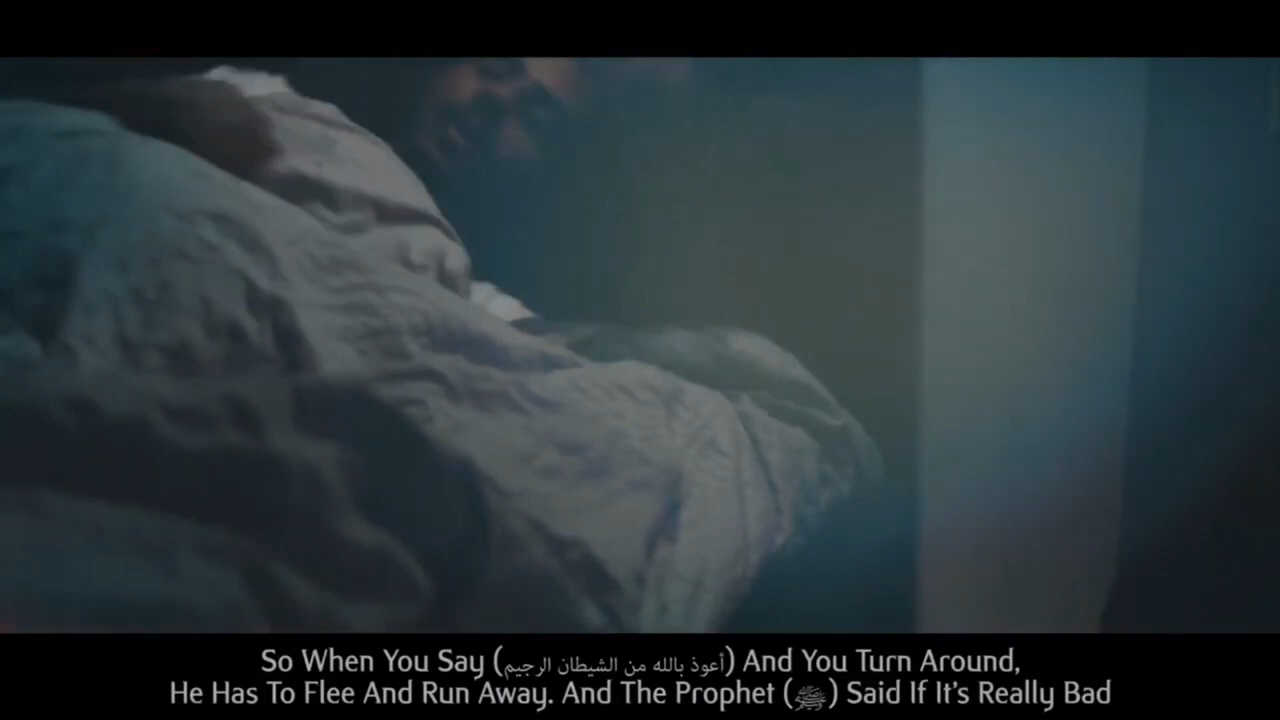 So When You Say (أعوذ بالله من الشيطان الرجيم) And You Turn Around,
He Has To Flee And Run Away. And The Prophet (ﷺ) Said If It's Really Bad